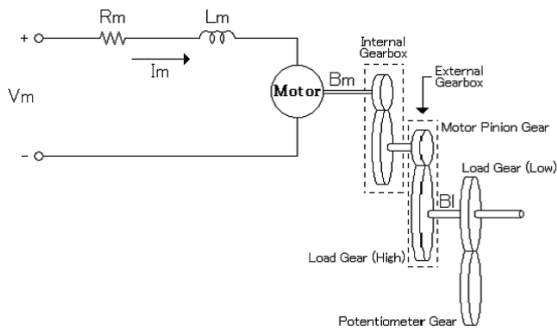 Rm
Lm
+
Im
Vm
-
Motor
Bm
Internal
Gearbox
External
Gearbox
Motor Pinion Gear
Load Gear (Low)
Bl
Load Gear (High)
Potentiometer Gear